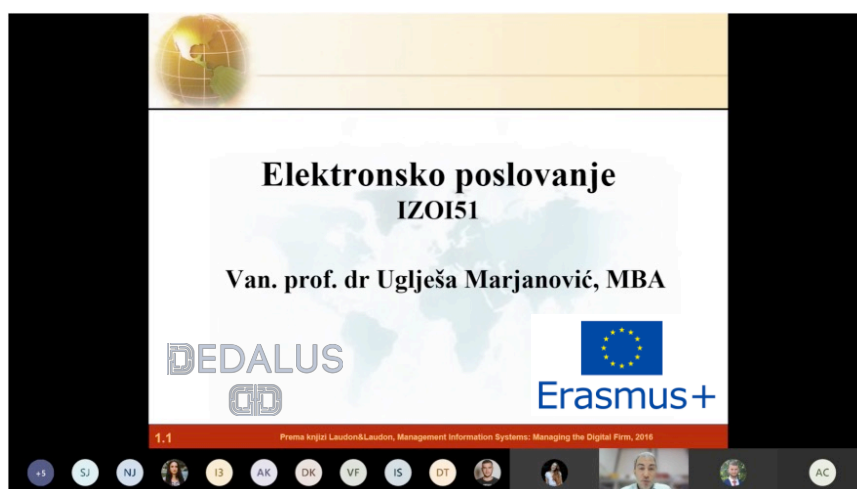 Elektronsko poslovanje
IZOI51
Van. prof. dr Uglješa Marjanović, MBA
DEDALUS
Erasmus+
1.1
Prema knjizi Laudon&Laudon, Management Information Systems: Managing the Digital Firm, 2016
+5
SJ
NJ
I3
AK
DK
VF
IS
DT
AC